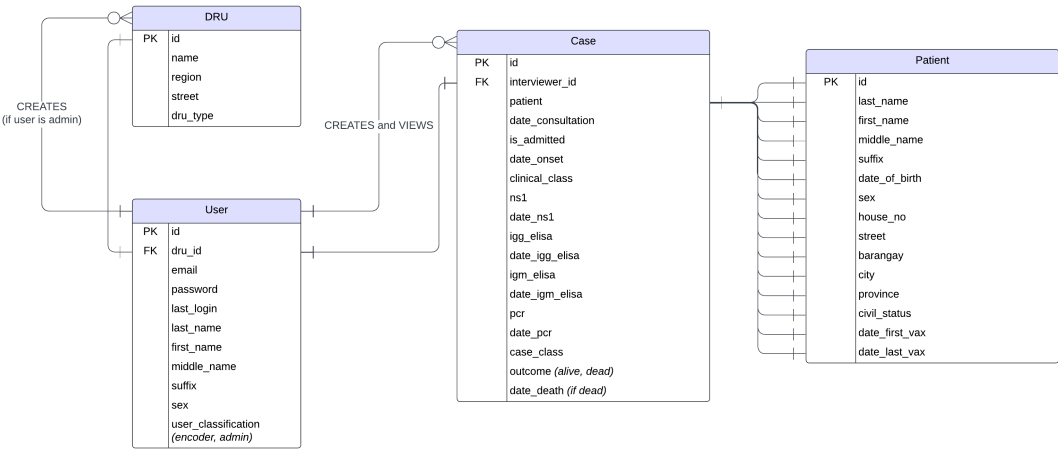 DRU
PK id
name
region
street
dru_type
CREATES
(if user is admin)
User
PK id
FK dru_id
email
password
last_login
last_name
first_name
middle_name
suffix
sex
user_classification
(encoder, admin)
CREATES and VIEWS
Case
PK id
FK interviewer_id
patient
date_consultation
is_admitted
date_onset
clinical_class
ns1
date_ns1
igg_elisa
date_igg_elisa
igm_elisa
date_igm_elisa
pcr
date_pcr
case_class
outcome (alive, dead)
date_death (if dead)
Patient
PK id
last_name
first_name
middle_name
suffix
date_of_birth
sex
house_no
street
barangay
city
province
civil_status
date_first_vax
date_last_vax